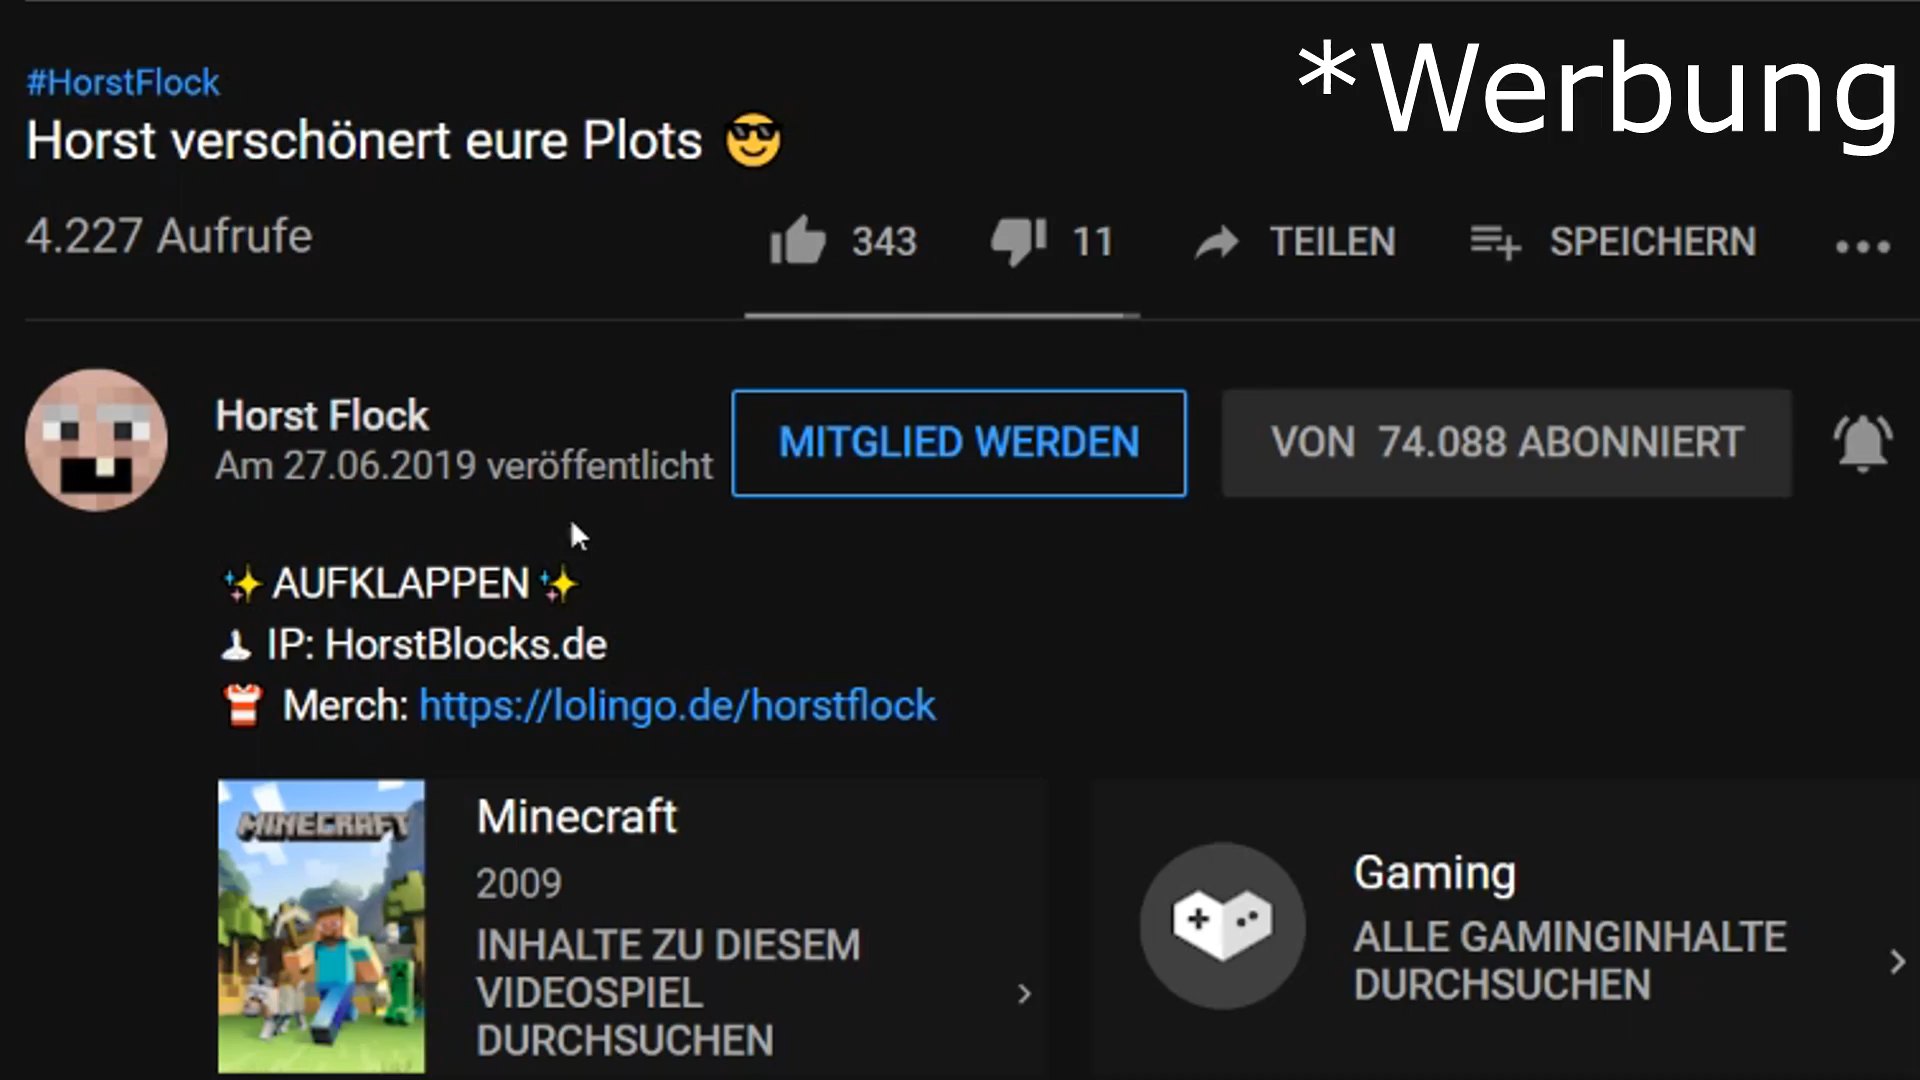 *Werbung
#HorstFlock
Horst verschönert eure Plots 😎
4.227 Aufrufe
343
11
TEILEN
SPEICHERN
Horst Flock
Am 27.06.2019 veröffentlicht
MITGLIED WERDEN
VON 74.088 ABONNIERT
✨ AUFKLAPPEN ✨
🕹 IP: HorstBlocks.de
👕 Merch: https://lolingo.de/horstflock
MINECRAFT
Minecraft
2009
INHALTE ZU DIESEM
VIDEOSPIEL
DURCHSUCHEN
Gaming
ALLE GAMINGINHALTE
DURCHSUCHEN